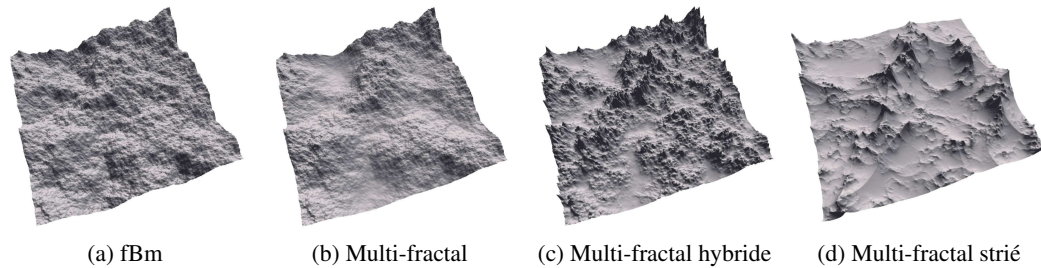 (a) fBm
(b) Multi-fractal
(c) Multi-fractal hybride
(d) Multi-fractal strié